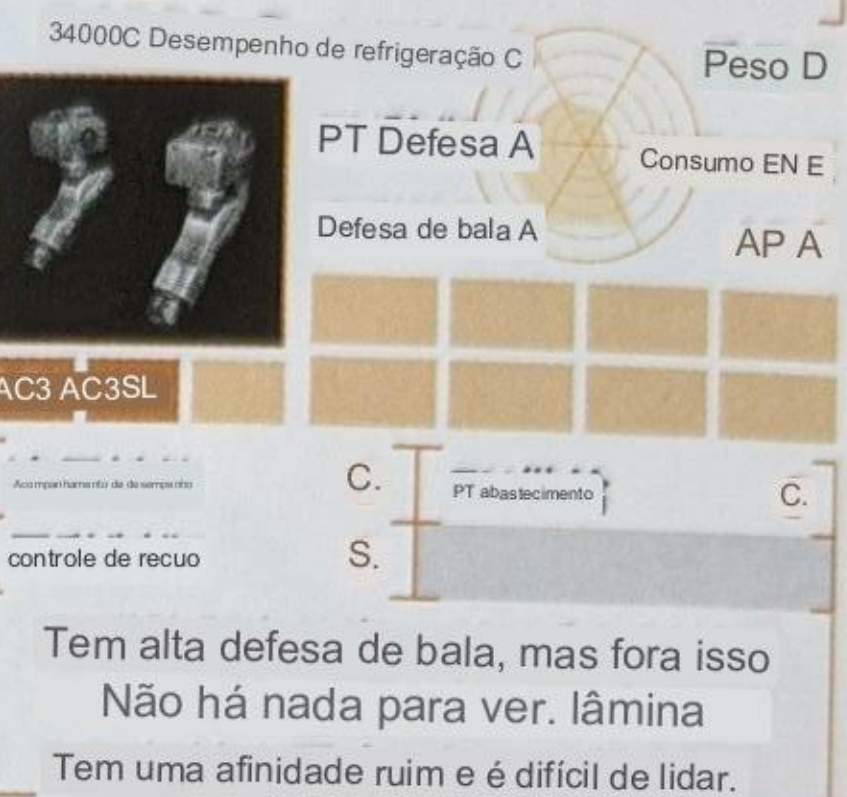 34000C Desempenho de refrigeração C
Peso D
PT Defesa A
Consumo EN E
Defesa de bala A
AP A
AC3 AC3SL
Acompanhamento de desempenho
C.
PT abastecimento
C.
controle de recuo
S.
Tem alta defesa de bala, mas fora isso
Não há nada para ver. lâmina
Tem uma afinidade ruim e é difícil de lidar.